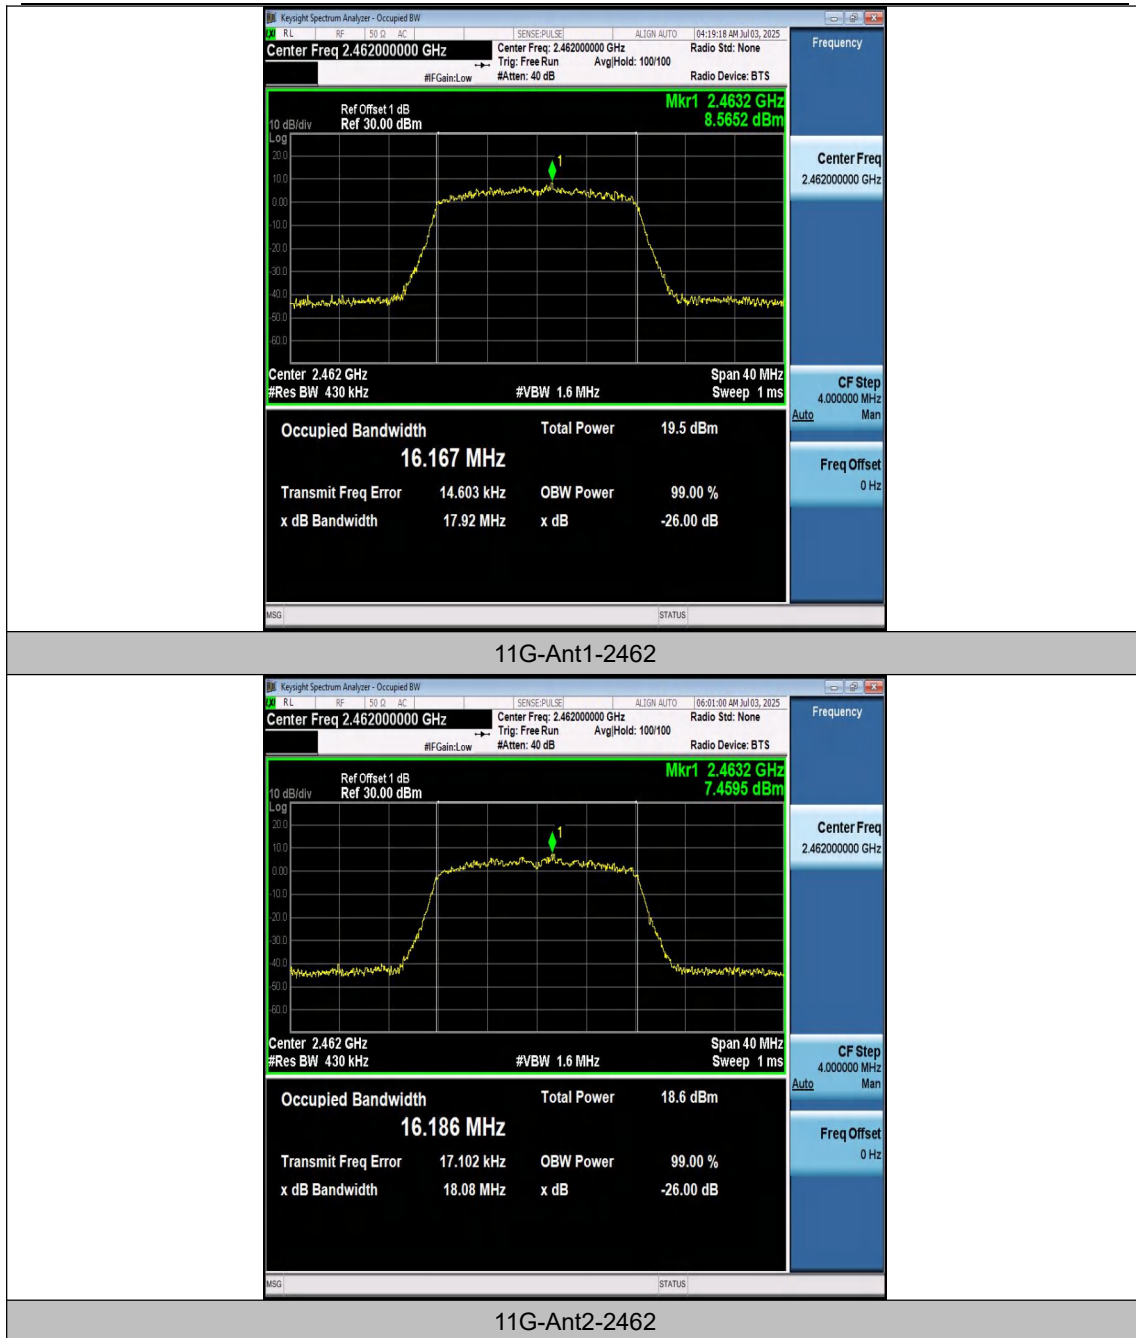 Keysight Spectrum Analyzer - Occupied BW
RL RF 50 Ω AC SENSE:PULSE ALIGN AUTO 04:19:18 AM Jul 03, 2025
Center Freq 2.462000000 GHz
Center Freq: 2.462000000 GHz Radio Std: None
Trig: Free Run Avg|Hold: 100/100
#IFGain:Low #Atten: 40 dB Radio Device: BTS
Frequency
Mkr1 2.4632 GHz
8.5652 dBm
Ref Offset 1 dB
10 dB/div Ref 30.00 dBm
Log
20.0
10.0
0.00
-10.0
-20.0
-30.0
-40.0
-50.0
-60.0
1
Center 2.462 GHz Span 40 MHz
#Res BW 430 kHz #VBW 1.6 MHz Sweep 1 ms
Occupied Bandwidth Total Power 19.5 dBm
16.167 MHz
Transmit Freq Error 14.603 kHz OBW Power 99.00 %
x dB Bandwidth 17.92 MHz x dB -26.00 dB
Center Freq
2.462000000 GHz
CF Step
4.000000 MHz
Auto Man
Freq Offset
0 Hz
MSG STATUS
11G-Ant1-2462
Keysight Spectrum Analyzer - Occupied BW
RL RF 50 Ω AC SENSE:PULSE ALIGN AUTO 06:01:00 AM Jul 03, 2025
Center Freq 2.462000000 GHz
Center Freq: 2.462000000 GHz Radio Std: None
Trig: Free Run Avg|Hold: 100/100
#IFGain:Low #Atten: 40 dB Radio Device: BTS
Frequency
Mkr1 2.4632 GHz
7.4595 dBm
Ref Offset 1 dB
10 dB/div Ref 30.00 dBm
Log
20.0
10.0
0.00
-10.0
-20.0
-30.0
-40.0
-50.0
-60.0
1
Center 2.462 GHz Span 40 MHz
#Res BW 430 kHz #VBW 1.6 MHz Sweep 1 ms
Occupied Bandwidth Total Power 18.6 dBm
16.186 MHz
Transmit Freq Error 17.102 kHz OBW Power 99.00 %
x dB Bandwidth 18.08 MHz x dB -26.00 dB
Center Freq
2.462000000 GHz
CF Step
4.000000 MHz
Auto Man
Freq Offset
0 Hz
MSG STATUS
11G-Ant2-2462